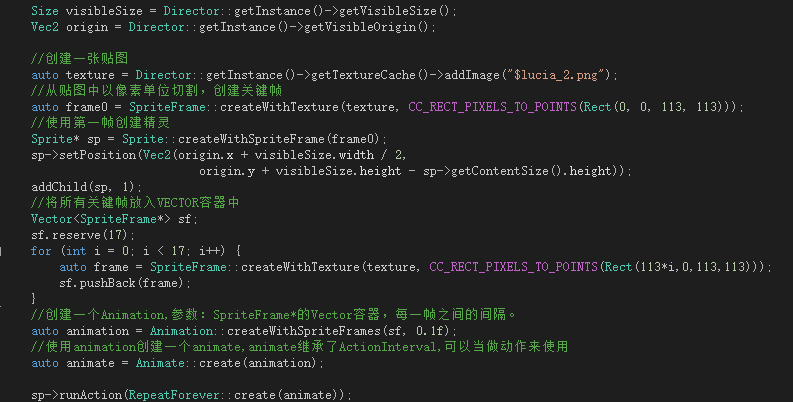 Size visibleSize = Director::getInstance()->getVisibleSize();
Vec2 origin = Director::getInstance()->getVisibleOrigin();
//创建一张贴图
auto texture = Director::getInstance()->getTextureCache()->addImage("$lucia_2.png");
//从贴图中以像素单位切割，创建关键帧
auto frame0 = SpriteFrame::createWithTexture(texture, CC_RECT_PIXELS_TO_POINTS(Rect(0, 0, 113, 113)));
//使用第一帧创建精灵
Sprite* sp = Sprite::createWithSpriteFrame(frame0);
sp->setPosition(Vec2(origin.x + visibleSize.width / 2,
origin.y + visibleSize.height - sp->getContentSize().height));
addChild(sp, 1);
//将所有关键帧放入VECTOR容器中
Vector<SpriteFrame*> sf;
sf.reserve(17);
for (int i = 0; i < 17; i++) {
auto frame = SpriteFrame::createWithTexture(texture, CC_RECT_PIXELS_TO_POINTS(Rect(113*i,0,113,113)));
sf.pushBack(frame);
}
//创建一个Animation,参数：SpriteFrame*的Vector容器，每一帧之间的间隔。
auto animation = Animation::createWithSpriteFrames(sf, 0.1f);
//使用animation创建一个animate,animate继承了ActionInterval,可以当做动作来使用
auto animate = Animate::create(animation);
sp->runAction(RepeatForever::create(animate));